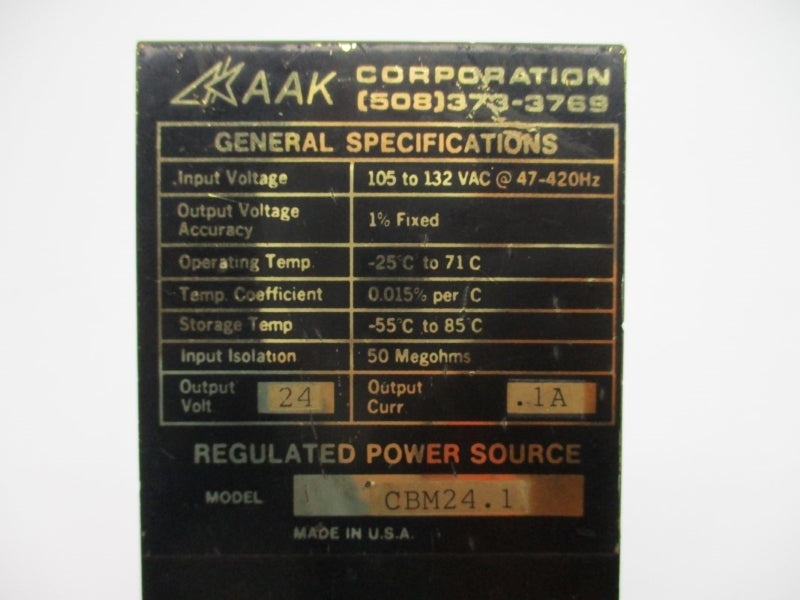 AAK CORPORATION
(508)373-3769
GENERAL SPECIFICATIONS
Input Voltage 105 to 132 VAC @ 47-420Hz
Output Voltage Accuracy 1% Fixed
Operating Temp. -25°C to 71°C
Temp. Coefficient 0.015% per °C
Storage Temp -55°C to 85°C
Input Isolation 50 Megohms
Output Volt 24 Output Curr .1A
REGULATED POWER SOURCE
MODEL CBM24.1
MADE IN U.S.A.